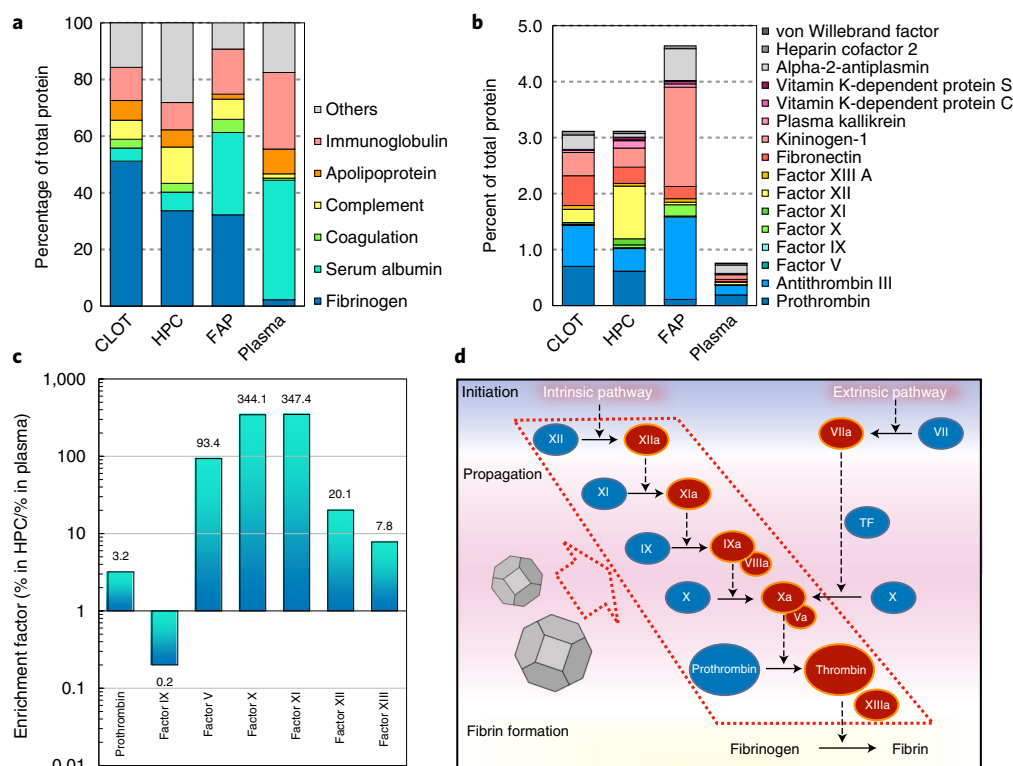 a
Percentage of total protein
100
80
60
40
20
0
CLOT
HPC
FAP
Plasma
Others
Immunoglobulin
Apolipoprotein
Complement
Coagulation
Serum albumin
Fibrinogen
b
Percent of total protein
5.0
4.0
3.0
2.0
1.0
0
CLOT
HPC
FAP
Plasma
von Willebrand factor
Heparin cofactor 2
Alpha-2-antiplasmin
Vitamin K-dependent protein S
Vitamin K-dependent protein C
Plasma kallikrein
Kininogen-1
Fibronectin
Factor XIII A
Factor XII
Factor XI
Factor X
Factor IX
Factor V
Antithrombin III
Prothrombin
c
Enrichment factor (% in HPC/% in plasma)
1,000
100
10
1
0.1
0.01
3.2
0.2
93.4
344.1
347.4
20.1
7.8
Prothrombin
Factor IX
Factor V
Factor X
Factor XI
Factor XII
Factor XIII
d
Initiation
Intrinsic pathway
Extrinsic pathway
XII
XIIa
VIIa
VII
Propagation
XI
XIa
TF
IX
IXa
VIIIa
X
Xa
Va
X
Prothrombin
Thrombin
XIIIa
Fibrin formation
Fibrinogen
Fibrin